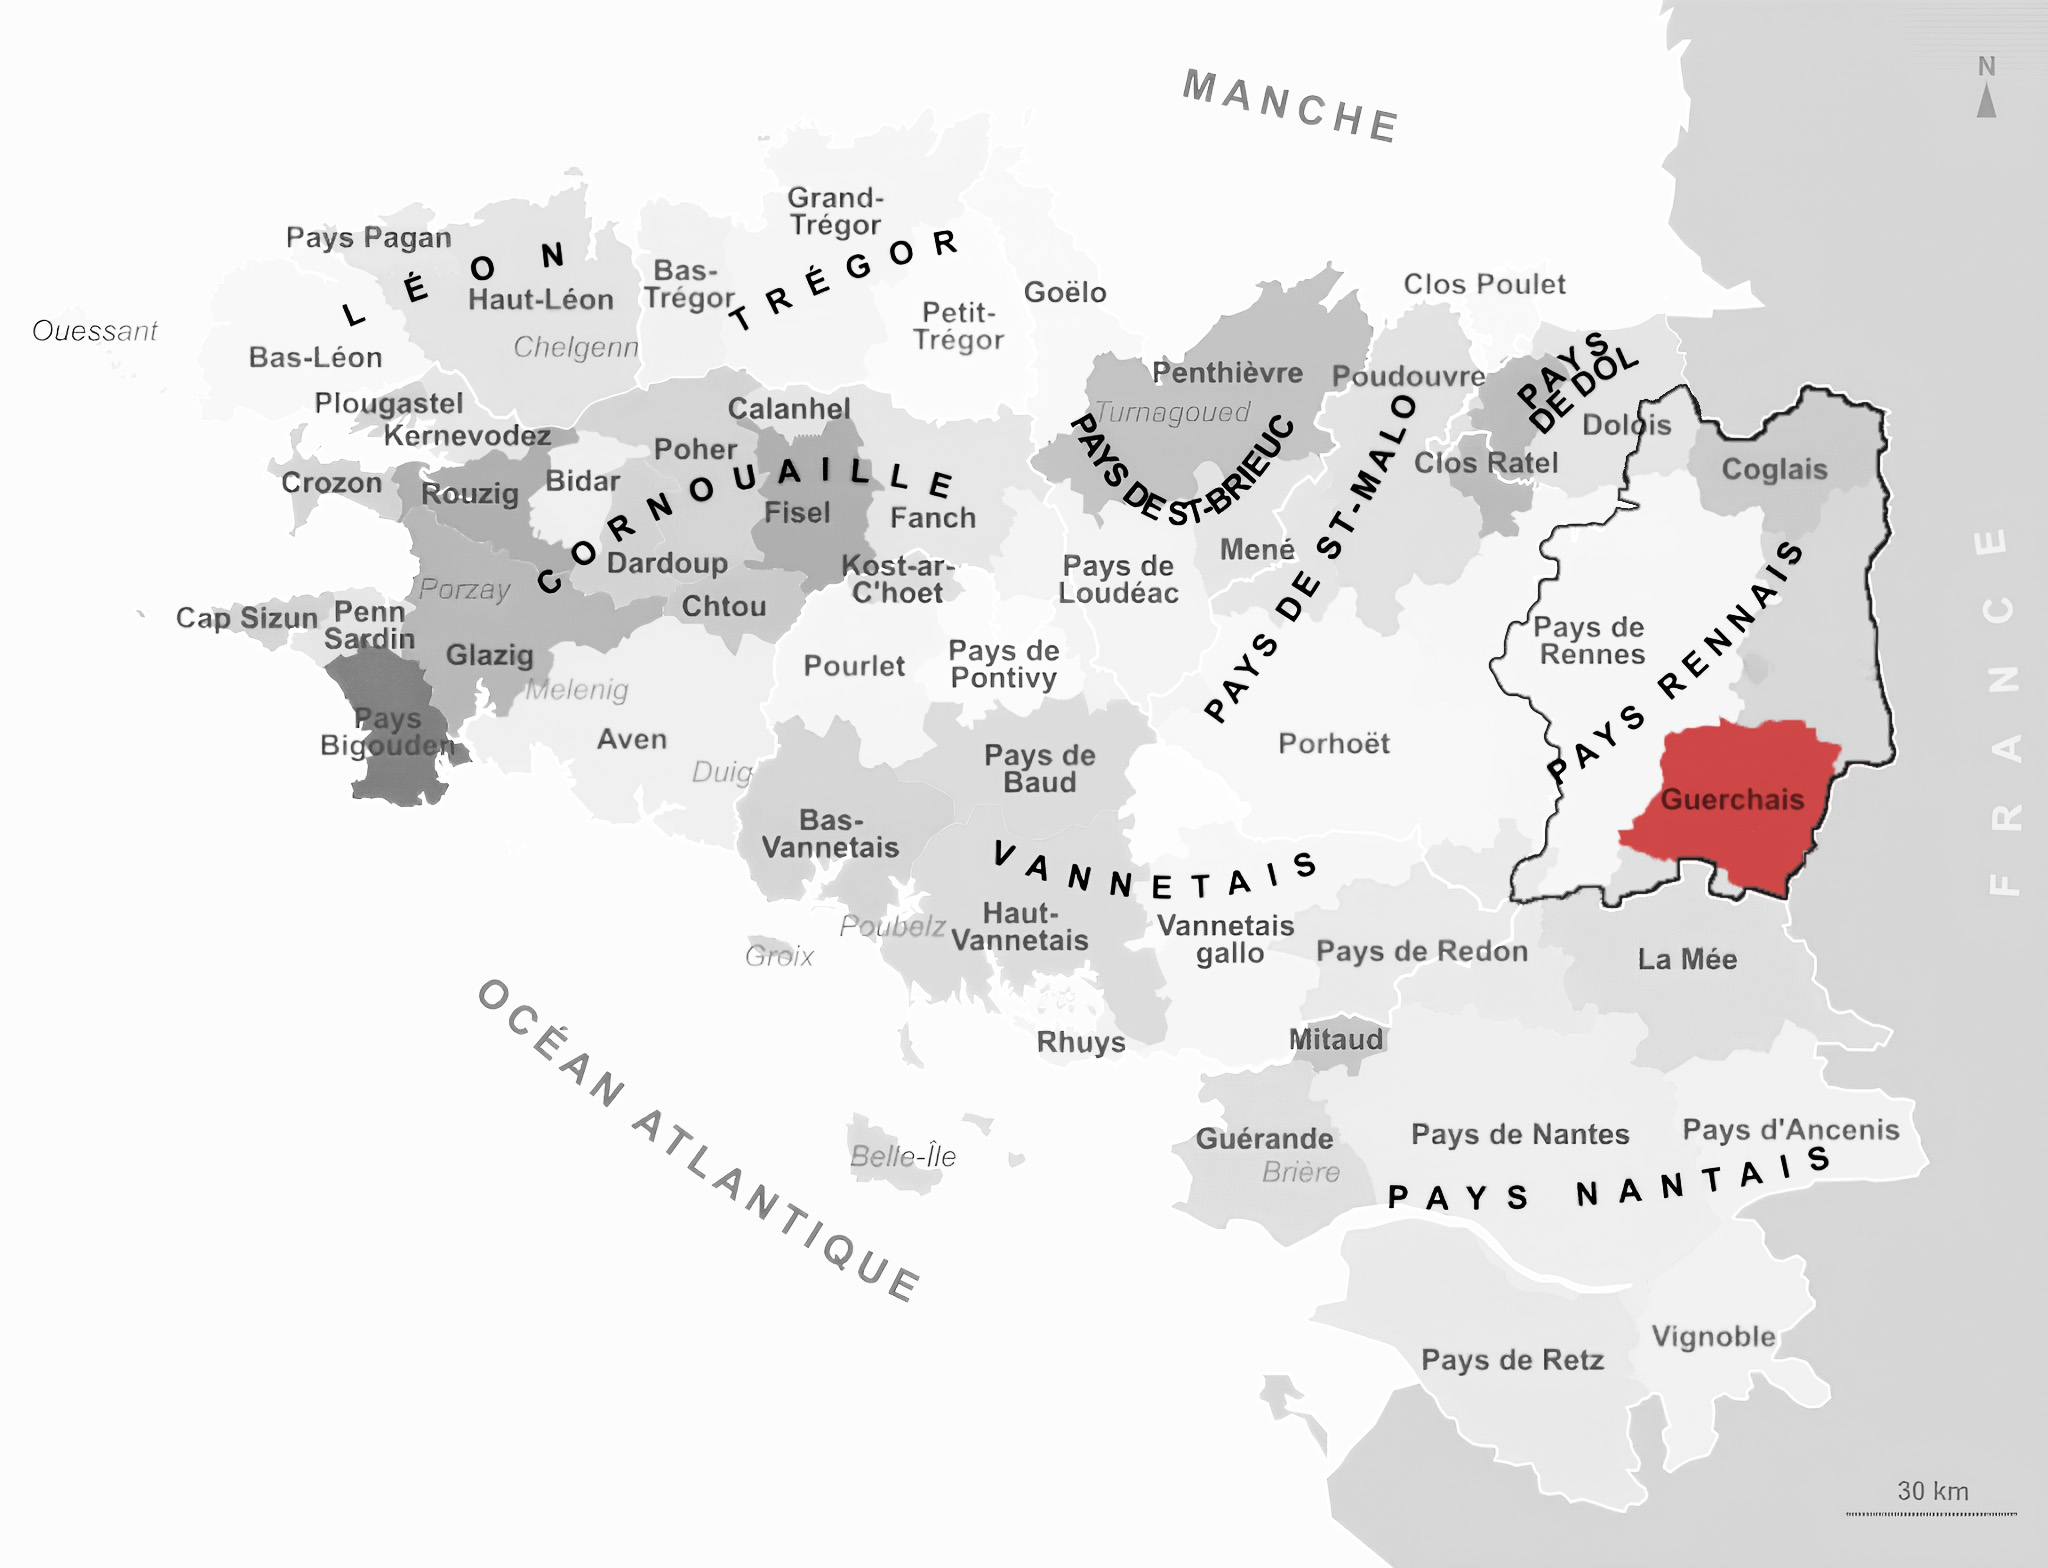 MANCHE
N
Grand-
Trégor
Pays Pagan
LÉON
Haut-Léon
Bas-
Trégor
TRÉGOR
Goëlo
Clos Poulet
Petit-
Trégor
Ouessant
Chelgenn
Bas-Léon
Penthièvre
Poudouvre
PAYS
DE DOL
Plougastel
Calanhel
Turnagoued
Dolois
Kernevodez
Poher
PAYS DE ST-BRIEUC
PAYS DE ST-MALO
Clos Ratel
Coglais
Crozon
Rouzig
Bidar
CORNOUAILLE
Fisel
Fanch
Mené
Dardoup
Kost-ar-
C'hoet
Pays de
Loudéac
Porzay
Chtou
Cap Sizun
Penn
Sardin
Glazig
Pourlet
Pays de
Pontivy
Pays de
Rennes
PAYS RENNAIS
FRANCE
Melenig
Pays
Bigouden
Aven
Porhoët
Duig
Pays de
Baud
Guerchais
Bas-
Vannetais
VANNETAIS
Poubelz
Haut-
Vannetais
Vannetais
gallo
Pays de Redon
La Mée
Groix
OCÉAN ATLANTIQUE
Rhuys
Mitaud
Belle-Île
Guérande
Brière
Pays de Nantes
Pays d'Ancenis
PAYS NANTAIS
Pays de Retz
Vignoble
30 km